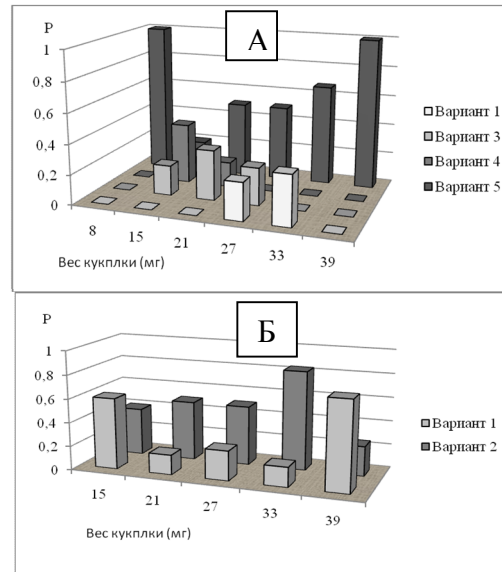 А
P
1
0,8
0,6
0,4
0,2
0
8
15
21
27
33
39
Вес кукплки (мг)
Вариант 1
Вариант 3
Вариант 4
Вариант 5
Б
P
1
0,8
0,6
0,4
0,2
0
15
21
27
33
39
Вес кукплки (мг)
Вариант 1
Вариант 2